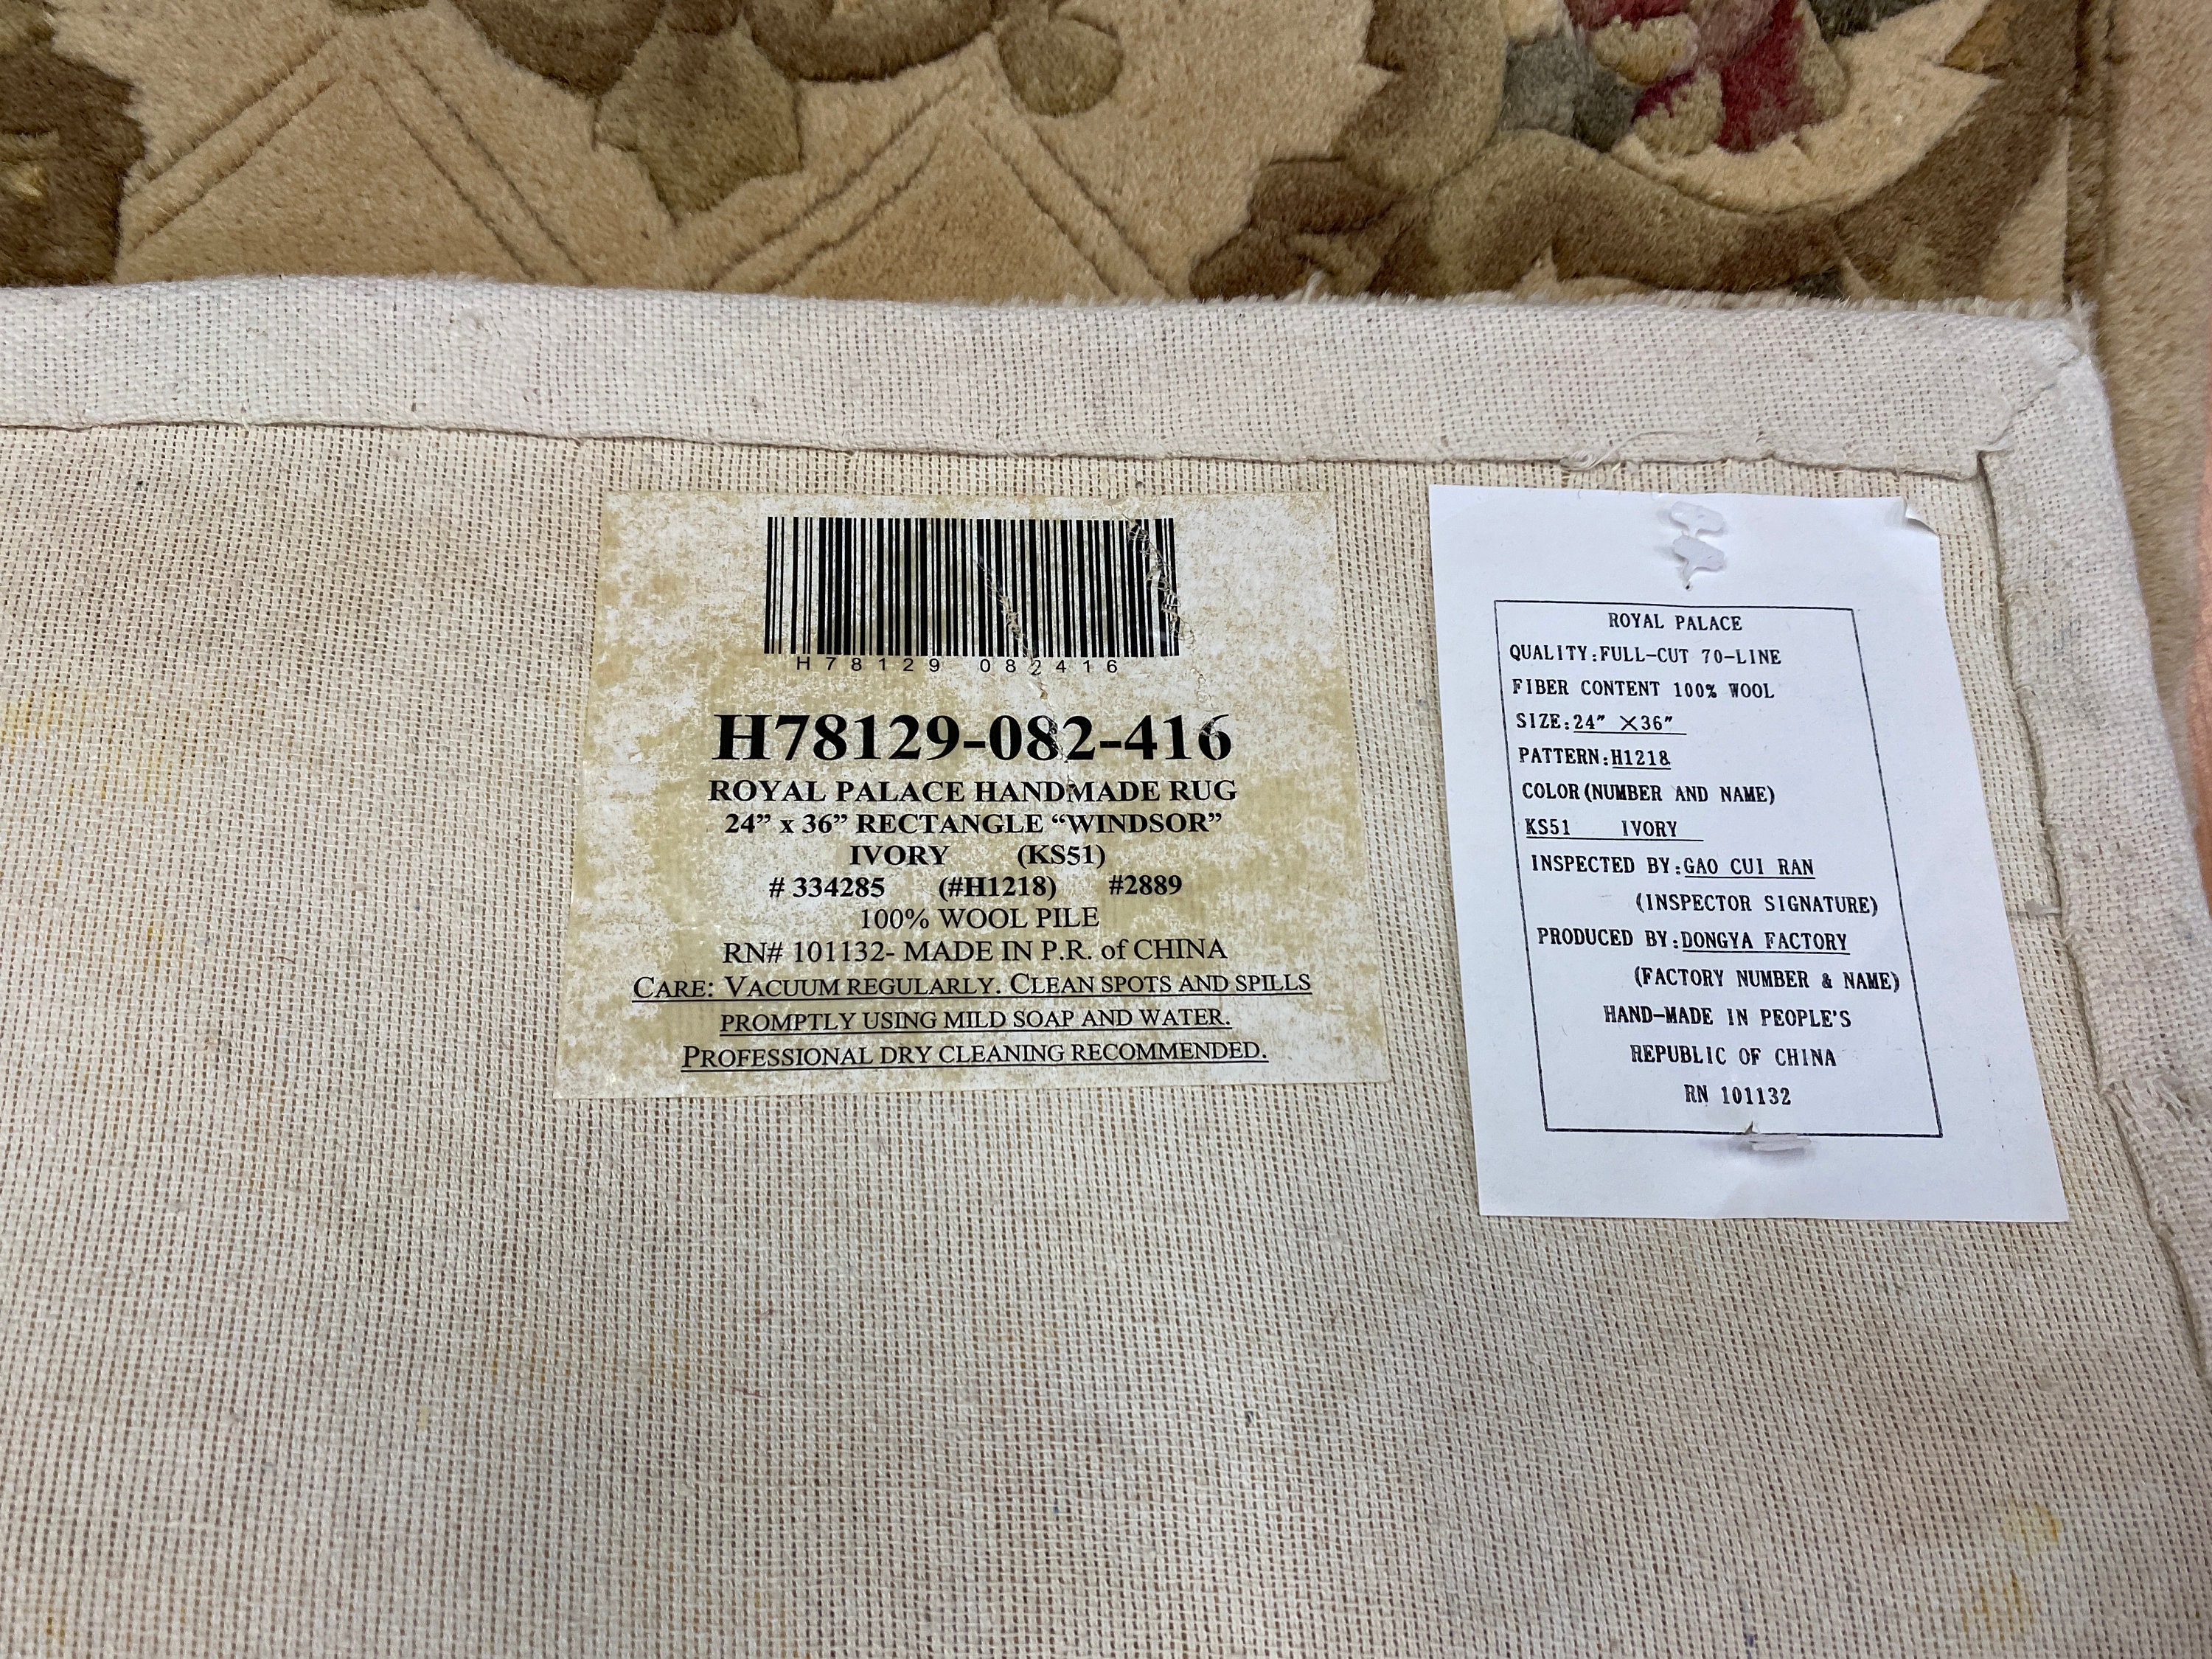 H78129 082416
H78129-082-416
ROYAL PALACE HANDMADE RUG
24” x 36” RECTANGLE “WINDSOR”
IVORY (KS51)
# 334285 (#H1218) #2889
100% WOOL PILE
RN# 101132- MADE IN P.R. of CHINA
CARE: VACUUM REGULARLY. CLEAN SPOTS AND SPILLS
PROMPTLY USING MILD SOAP AND WATER.
PROFESSIONAL DRY CLEANING RECOMMENDED.
ROYAL PALACE
QUALITY:FULL-CUT 70-LINE
FIBER CONTENT 100% WOOL
SIZE:24” ×36”
PATTERN:H1218
COLOR(NUMBER AND NAME)
KS51 IVORY
INSPECTED BY:GAO CUI RAN
(INSPECTOR SIGNATURE)
PRODUCED BY:DONGYA FACTORY
(FACTORY NUMBER & NAME)
HAND-MADE IN PEOPLE'S
REPUBLIC OF CHINA
RN 101132